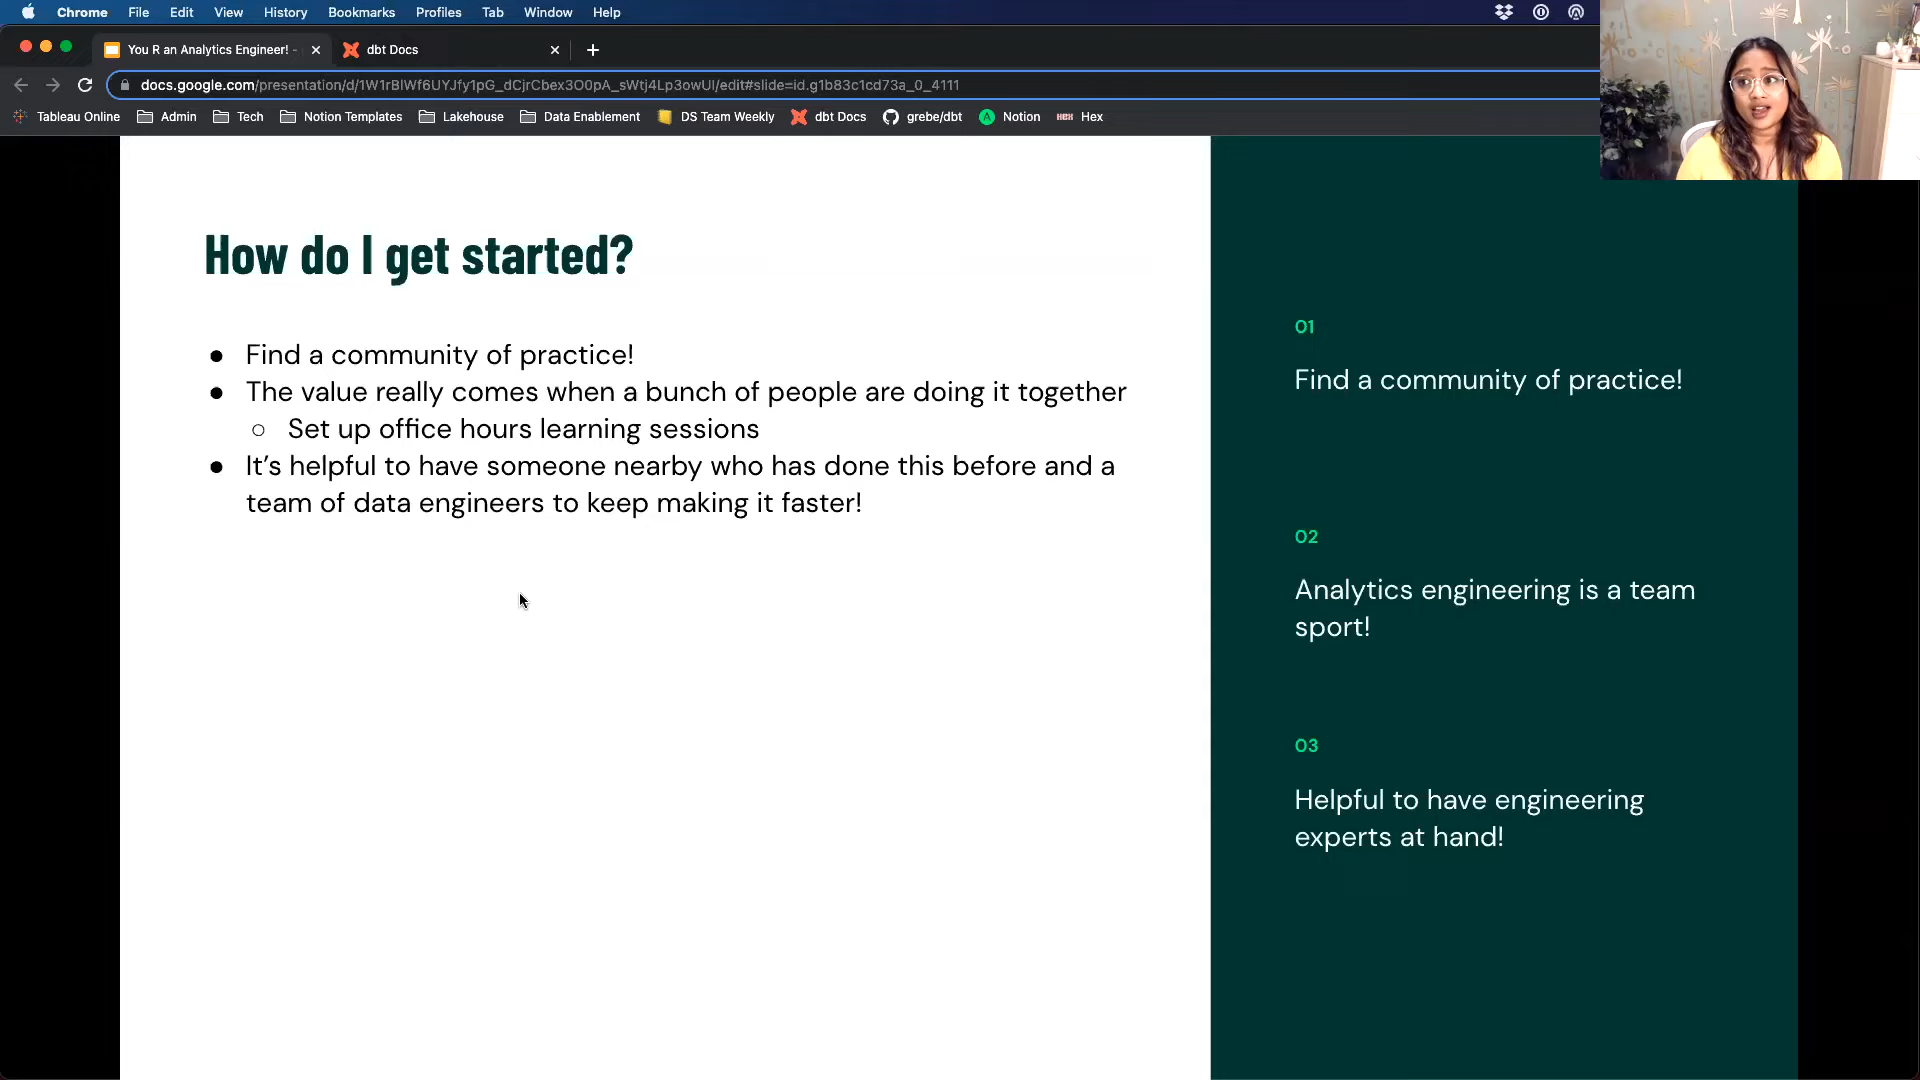 Chrome File Edit View History Bookmarks Profiles Tab Window Help
You R an Analytics Engineer! -
dbt Docs
docs.google.com/presentation/d/1W1rBlWf6UYJfy1pG_dCjrCbex3O0pA_sWtj4Lp3owUI/edit#slide=id.g1b83c1cd73a_0_4111
Tableau Online Admin Tech Notion Templates Lakehouse Data Enablement DS Team Weekly dbt Docs grebe/dbt Notion HEX Hex
How do I get started?
● Find a community of practice!
● The value really comes when a bunch of people are doing it together
○ Set up office hours learning sessions
● It’s helpful to have someone nearby who has done this before and a
team of data engineers to keep making it faster!
01
Find a community of practice!
02
Analytics engineering is a team
sport!
03
Helpful to have engineering
experts at hand!